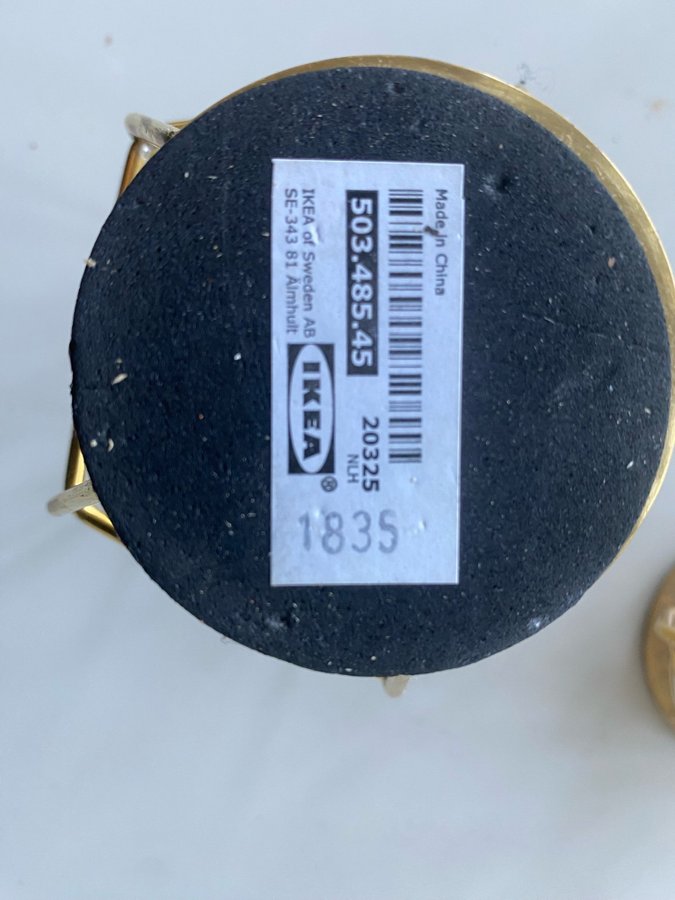 Made in China
503.485.45
20325
NLH
IKEA of Sweden AB
SE-343 81 Älmhult
IKEA®
1835